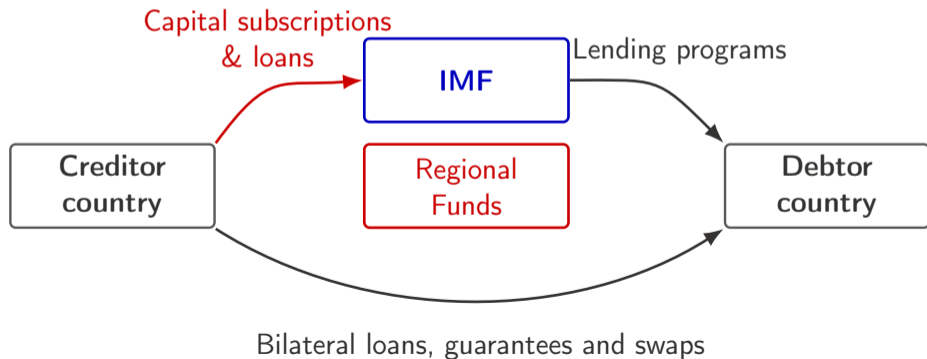 Capital subscriptions
& loans
IMF
Lending programs
Creditor
country
Regional
Funds
Debtor
country
Bilateral loans, guarantees and swaps